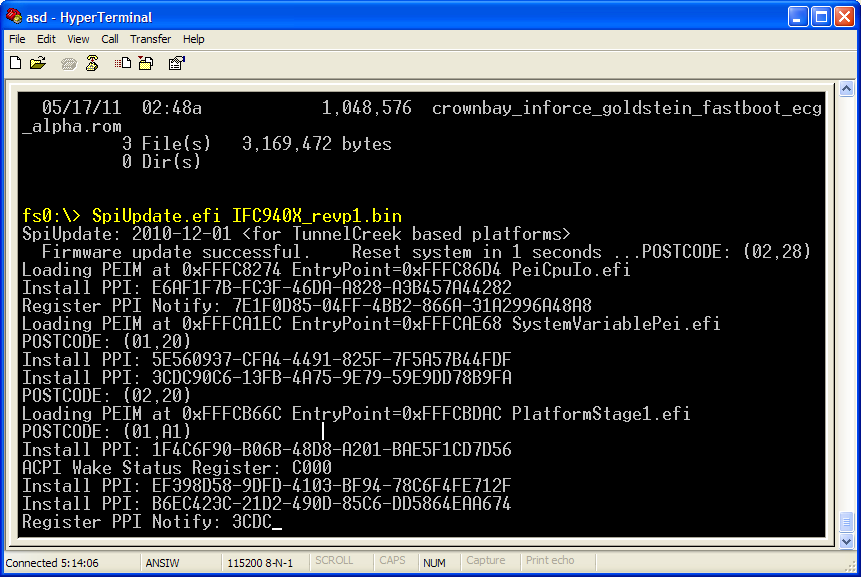 asd - HyperTerminal
File Edit View Call Transfer Help
05/17/11 02:48a 1,048,576 crownbay_inforce_goldstein_fastboot_ecg
_alpha.rom
3 File(s) 3,169,472 bytes
0 Dir(s)
fs0:\> SpiUpdate.efi IFC940X_revp1.bin
SpiUpdate: 2010-12-01 <for TunnelCreek based platforms>
Firmware update successful. Reset system in 1 seconds ...POSTCODE: (02,28)
Loading PEIM at 0xFFFC8274 EntryPoint=0xFFFC86D4 PeiCpuIo.efi
Install PPI: E6AF1F7B-FC3F-46DA-A828-A3B457A44282
Register PPI Notify: 7E1F0D85-04FF-4BB2-866A-31A2996A48A8
Loading PEIM at 0xFFFCA1EC EntryPoint=0xFFFCAE68 SystemVariablePei.efi
POSTCODE: (01,20)
Install PPI: 5E560937-CFA4-4491-825F-7F5A57B44FDF
Install PPI: 3CDC90C6-13FB-4A75-9E79-59E9DD78B9FA
POSTCODE: (02,20)
Loading PEIM at 0xFFFCB66C EntryPoint=0xFFFCBDAC PlatformStage1.efi
POSTCODE: (01,A1)
Install PPI: 1F4C6F90-B06B-48D8-A201-BAE5F1CD7D56
ACPI Wake Status Register: C000
Install PPI: EF398D58-9DFD-4103-BF94-78C6F4FE712F
Install PPI: B6EC423C-21D2-490D-85C6-DD5864EAA674
Register PPI Notify: 3CDC_
Connected 5:14:06 ANSIW 115200 8-N-1 SCROLL CAPS NUM Capture Print echo